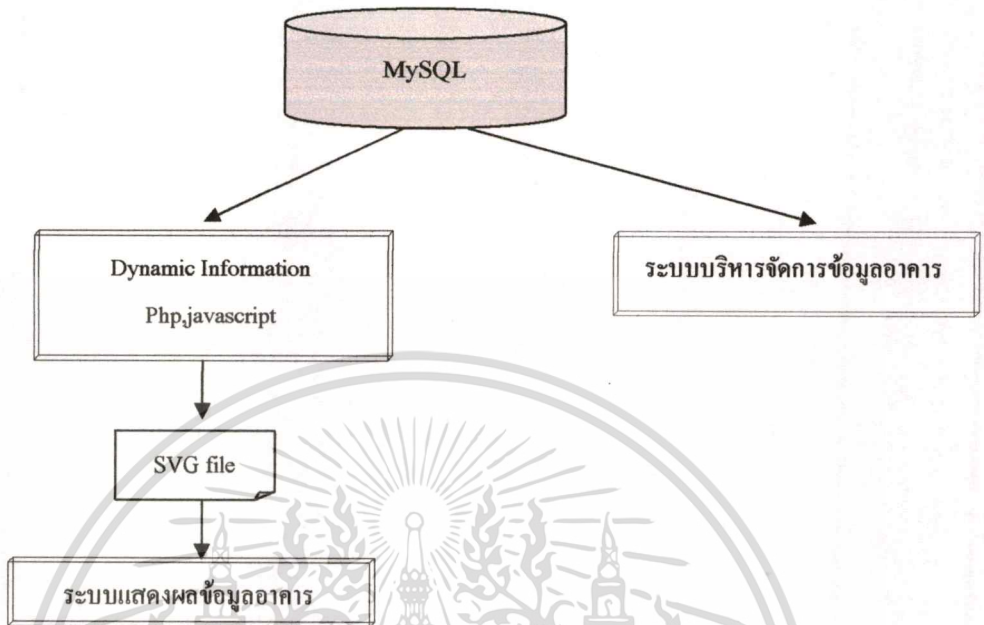 MySQL
Dynamic Information
Php,javascript
ระบบบริหารจัดการข้อมูลอาคาร
SVG file
ระบบแสดงผลข้อมูลอาคาร